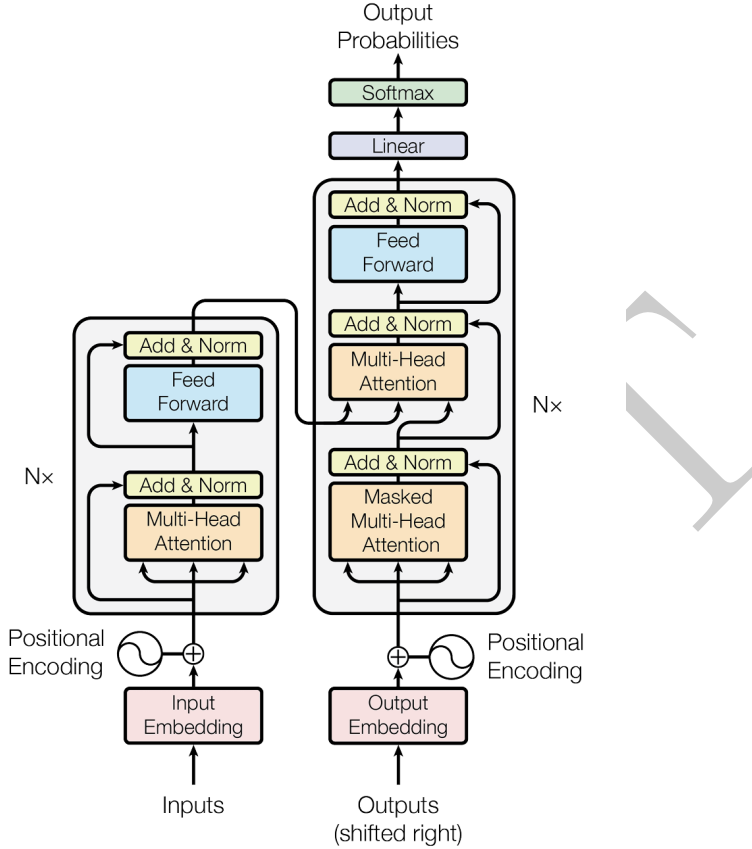 Output
Probabilities
Softmax
Linear
Add & Norm
Feed
Forward
Add & Norm
Multi-Head
Attention
Add & Norm
Masked
Multi-Head
Attention
N×
Add & Norm
Feed
Forward
Add & Norm
Multi-Head
Attention
N×
Positional
Encoding
Positional
Encoding
Input
Embedding
Output
Embedding
Inputs
Outputs
(shifted right)